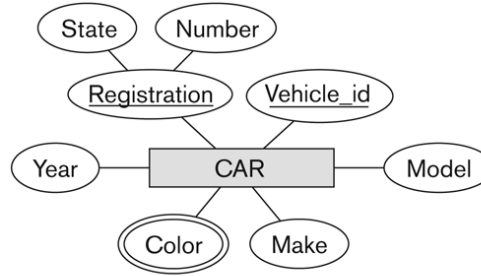 State
Number
Registration
Vehicle_id
Year
CAR
Model
Color
Make